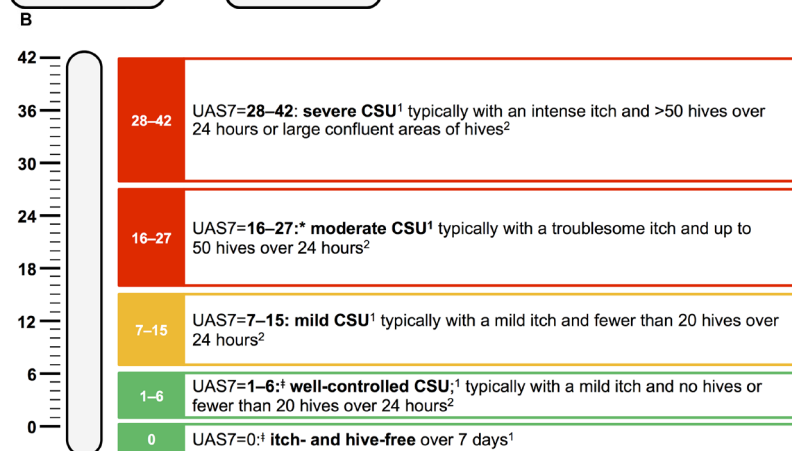 B
42
36
30
24
18
12
6
0
28–42
UAS7=28–42: severe CSU¹ typically with an intense itch and >50 hives over
24 hours or large confluent areas of hives²
16–27
UAS7=16–27:* moderate CSU¹ typically with a troublesome itch and up to
50 hives over 24 hours²
7–15
UAS7=7–15: mild CSU¹ typically with a mild itch and fewer than 20 hives over
24 hours²
1–6
UAS7=1–6:‡ well-controlled CSU;¹ typically with a mild itch and no hives or
fewer than 20 hives over 24 hours²
0
UAS7=0:‡ itch- and hive-free over 7 days¹